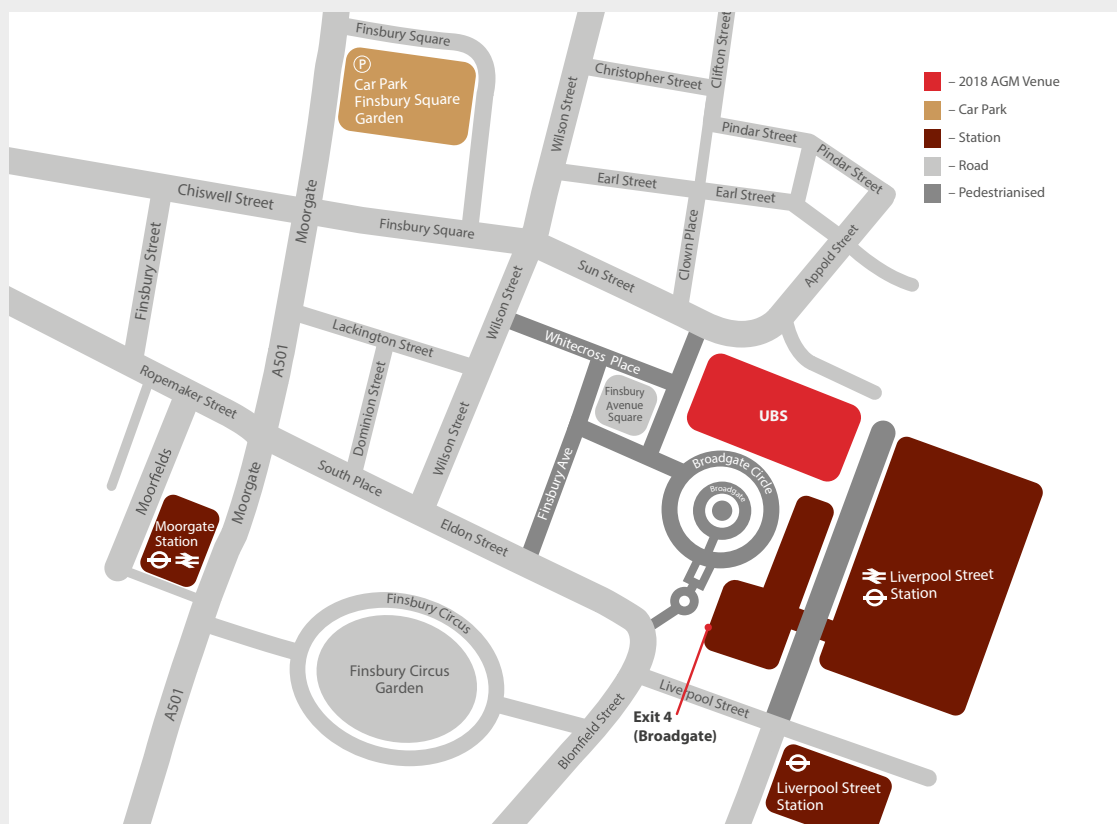 Finsbury Square
P
Car Park
Finsbury Square
Garden
Wilson Street
Christopher Street
Clifton Street
Pindar Street
Pindar Street
– 2018 AGM Venue
– Car Park
– Station
– Road
– Pedestrianised
Chiswell Street
Moorgate
Finsbury Square
Earl Street
Earl Street
Clown Place
Appold Street
Sun Street
Finsbury Street
Wilson Street
Lackington Street
Whitecross Place
A501
Ropemaker Street
Dominion Street
Finsbury
Avenue
Square
UBS
Wilson Street
Moorfields
Moorgate
South Place
Finsbury Ave
Broadgate Circle
Broadgate
Eldon Street
Moorgate
Station
Liverpool Street
Station
Finsbury Circus
Finsbury Circus
Garden
A501
Blomfield Street
Liverpool Street
Exit 4
(Broadgate)
Liverpool Street
Station